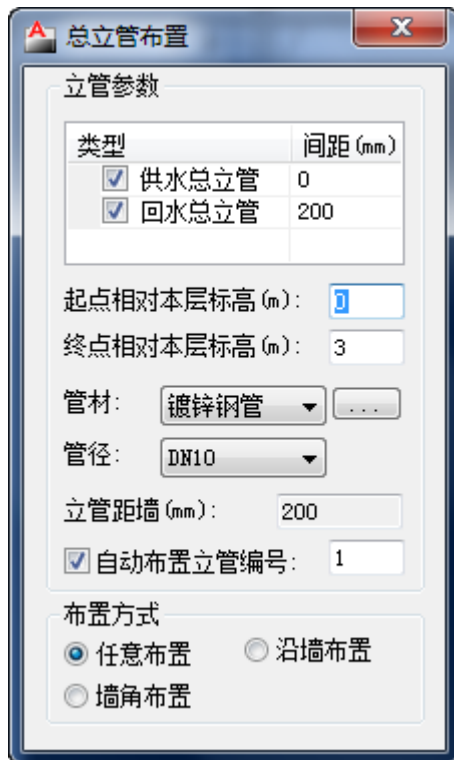 总立管布置
立管参数
类型 间距(mm)
供水总立管 0
回水总立管 200
起点相对本层标高(m): 0
终点相对本层标高(m): 3
管材: 镀锌钢管 ...
管径: DN10
立管距墙(mm): 200
自动布置立管编号: 1
布置方式
任意布置 沿墙布置
墙角布置